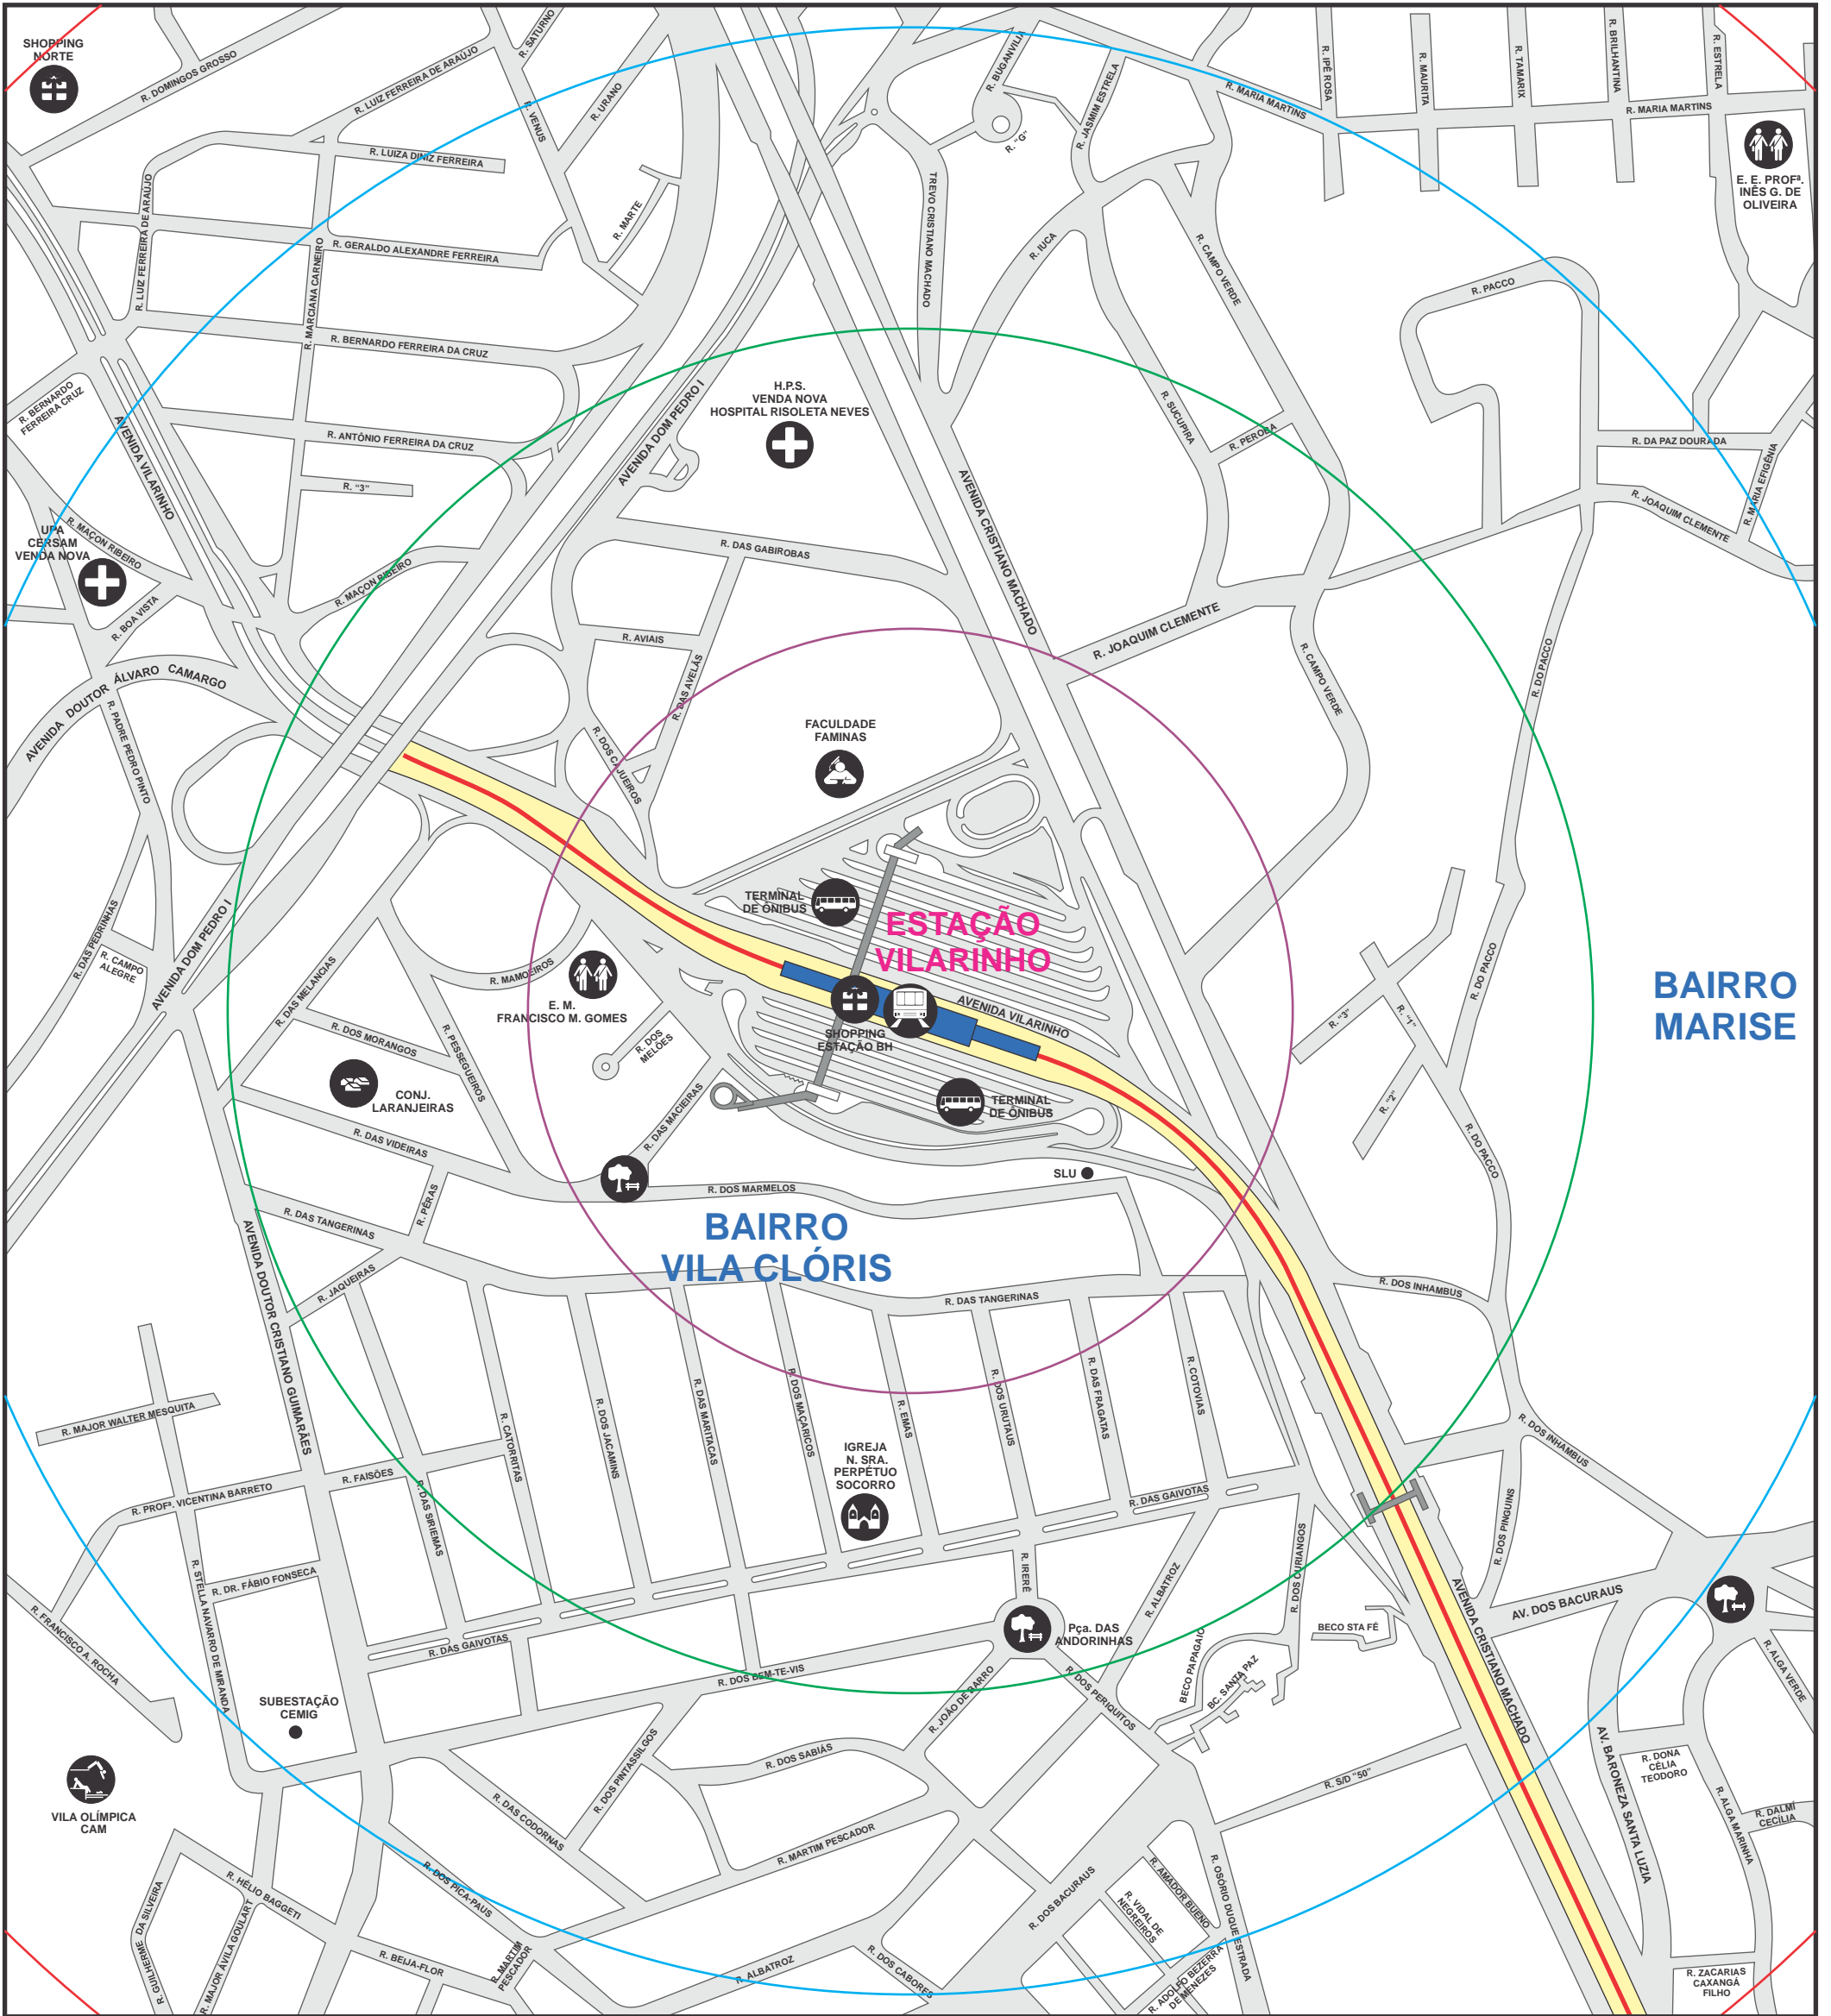 SHOPPING
NORTE
R. DOMINGOS GROSSO
R. LUIZ FERREIRA DE ARAÚJO
R. SATURNO
R. VENUS
R. URANO
R. BUGANVILIA
R. "G"
R. JASMIM ESTRELA
R. MARIA MARTINS
R. IPÊ ROSA
R. MAURITA
R. TAMARIX
R. BRILHANTINA
R. ESTRELA
R. MARIA MARTINS
E. E. PROFª.
INÊS G. DE
OLIVEIRA
R. LUIZA DINIZ FERREIRA
R. LUIZ FERREIRA DE ARAÚJO
R. MARCIANA CARNEIRO
R. GERALDO ALEXANDRE FERREIRA
R. MARTE
TREVO CRISTIANO MACHADO
R. IUCA
R. CAMPO VERDE
R. PACCO
R. BERNARDO FERREIRA DA CRUZ
R. BERNARDO
FERREIRA CRUZ
AVENIDA VILARINHO
R. ANTÔNIO FERREIRA DA CRUZ
R. "3"
AVENIDA DOM PEDRO I
H.P.S.
VENDA NOVA
HOSPITAL RISOLETA NEVES
AVENIDA CRISTIANO MACHADO
R. SUCUPIRA
R. PEROBA
R. DA PAZ DOURADA
R. MARIA EFIGÊNIA
R. JOAQUIM CLEMENTE
UPA
CERSAM
VENDA NOVA
R. MAÇON RIBEIRO
R. BOA VISTA
R. MAÇON RIBEIRO
R. DAS GABIROBAS
R. AVIAIS
R. DAS AVELÃS
R. JOAQUIM CLEMENTE
R. CAMPO VERDE
R. DO PACCO
AVENIDA DOUTOR ÁLVARO CAMARGO
R. PADRE PEDRO PINTO
R. DOS CAJUEIROS
FACULDADE
FAMINAS
TERMINAL
DE ÔNIBUS
ESTAÇÃO
VILARINHO
AVENIDA VILARINHO
SHOPPING
ESTAÇÃO BH
TERMINAL
DE ÔNIBUS
R. DAS PEDRINHAS
R. CAMPO
ALEGRE
AVENIDA DOM PEDRO I
R. DAS MELANCIAS
R. MAMOEIROS
E. M.
FRANCISCO M. GOMES
R. DOS MORANGOS
R. PESSEGUEIROS
R. DOS
MELÕES
CONJ.
LARANJEIRAS
R. DAS MACIEIRAS
R. DO PACCO
R. "3"
R. "1"
R. "2"
R. DO PACCO
BAIRRO
MARISE
R. DAS VIDEIRAS
R. PÊRAS
R. DOS MARMELOS
SLU
BAIRRO
VILA CLÓRIS
R. DAS TANGERINAS
R. JAQUEIRAS
R. DAS TANGERINAS
R. DOS INHAMBUS
AVENIDA DOUTOR CRISTIANO GUIMARÃES
R. MAJOR WALTER MESQUITA
R. CATORRITAS
R. DOS JACAMINS
R. DAS MARITACAS
R. DOS MAÇARICOS
R. EMAS
R. DOS URUTAUS
R. DAS FRAGATAS
R. COTOVIAS
IGREJA
N. SRA.
PERPÉTUO
SOCORRO
R. PROFª. VICENTINA BARRETO
R. FAISÕES
R. DAS SIRIEMAS
R. DAS GAIVOTAS
R. DOS INHAMBUS
R. DOS PINGUINS
R. STELLA NAVARRO DE MIRANDA
R. DR. FÁBIO FONSECA
R. FRANCISCO A. ROCHA
R. DAS GAIVOTAS
R. IRERÊ
R. ALBATROZ
R. DOS CURIANGOS
Pça. DAS
ANDORINHAS
BECO STA FÉ
BECO PAPAGAIO
BC. SANTA PAZ
AVENIDA CRISTIANO MACHADO
AV. DOS BACURAUS
R. ALGA VERDE
SUBESTAÇÃO
CEMIG
R. DOS BEM-TE-VIS
R. JOÃO DE BARRO
R. DOS PERIQUITOS
R. DOS SABIÁS
R. DOS PINTASSILGOS
R. DAS CODORNAS
R. S/D "50"
R. DONA
CÉLIA
TEODORO
AV. BARONEZA SANTA LUZIA
R. ALGA MARINHA
R. DALMÍ
CECÍLIA
VILA OLÍMPICA
CAM
R. MARTIM PESCADOR
R. DOS PICA-PAUS
R. HÉLIO BAGGETI
R. GUILHERME DA SILVEIRA
R. MAJOR ÁVILA GOULART
R. BEIJA-FLOR
R. MARTIM
PESCADOR
R. ALBATROZ
R. DOS CABORES
R. DOS BACURAUS
R. VIDAL DE
NEGREIROS
R. AMADOR BUENO
R. OSÓRIO DUQUE ESTRADA
R. ADOLFO BEZERRA
DE MENEZES
R. ZACARIAS
CAXANGÁ
FILHO